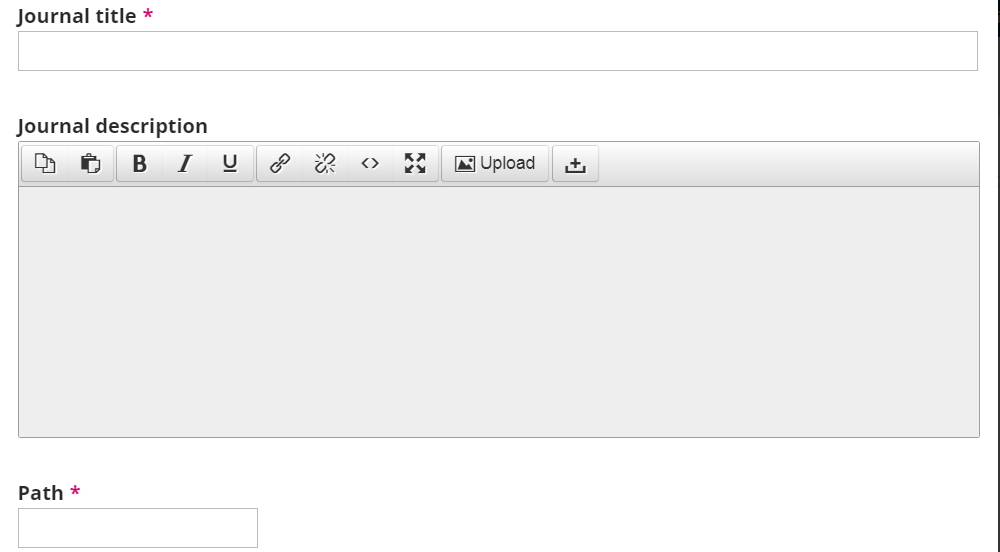 Journal title *
Journal description
B I U <> Upload
Path *